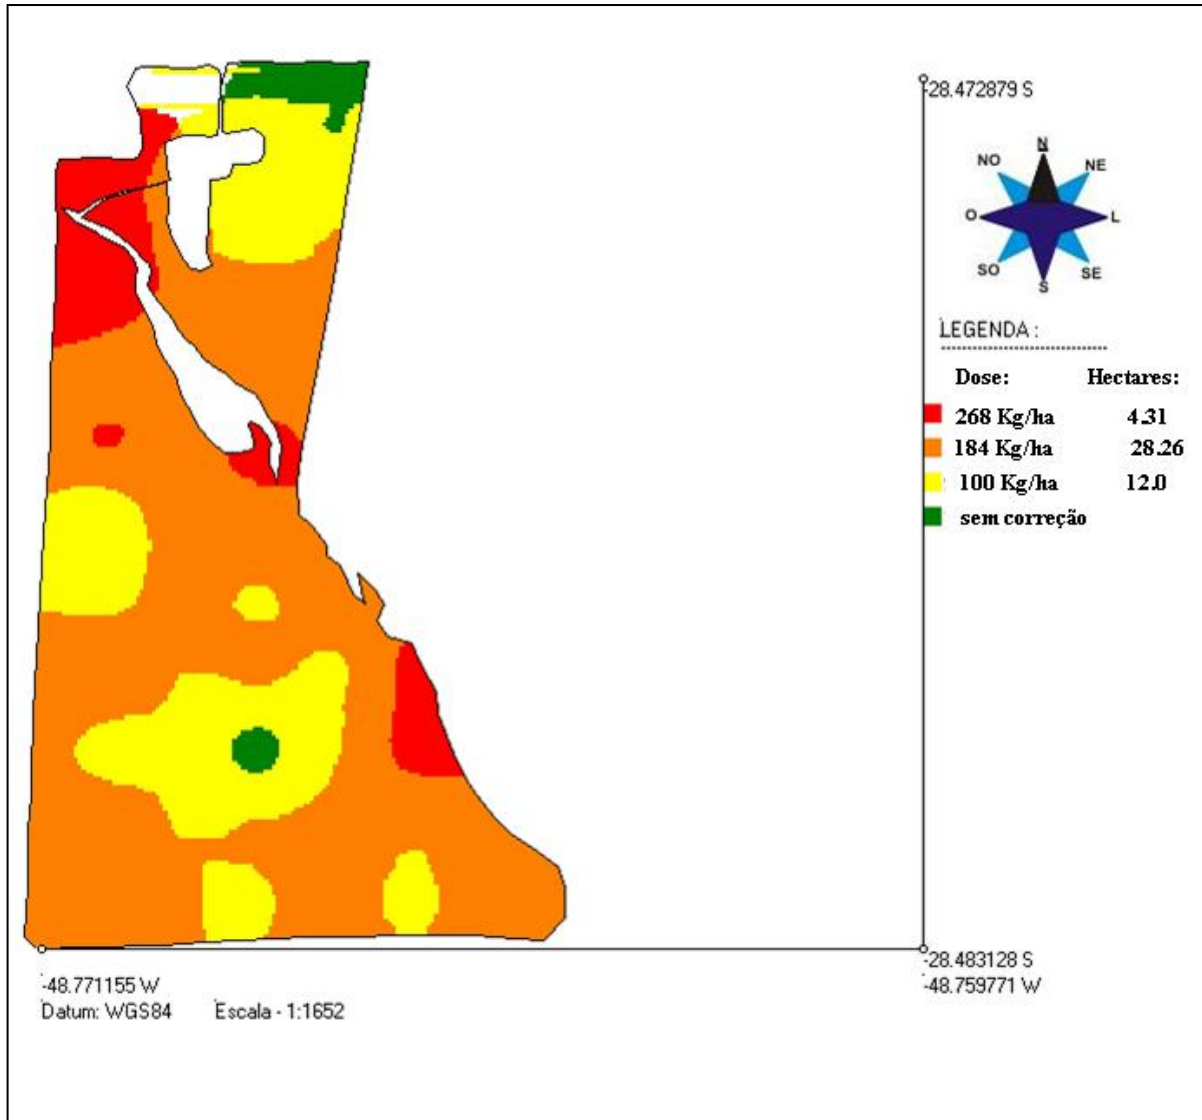 -28.472879 S
N
NO NE
O L
SO SE
S
LEGENDA :
Dose: Hectares:
268 Kg/ha 4.31
184 Kg/ha 28.26
100 Kg/ha 12.0
sem correção
-28.483128 S
-48.771155 W -48.759771 W
Datum: WGS84 Escala - 1:1652